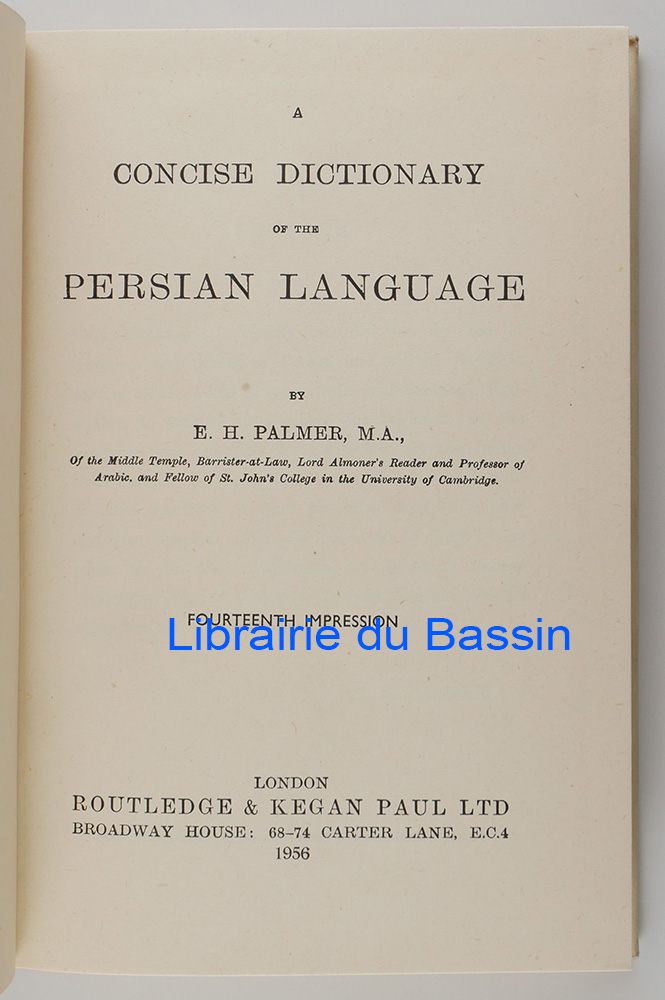 A
CONCISE DICTIONARY
OF THE
PERSIAN LANGUAGE
BY
E. H. PALMER, M.A.,
Of the Middle Temple, Barrister-at-Law, Lord Almoner's Reader and Professor of
Arabic, and Fellow of St. John's College in the University of Cambridge.
FOURTEENTH IMPRESSION
Librairie du Bassin
LONDON
ROUTLEDGE & KEGAN PAUL LTD
BROADWAY HOUSE: 68–74 CARTER LANE, E.C.4
1956